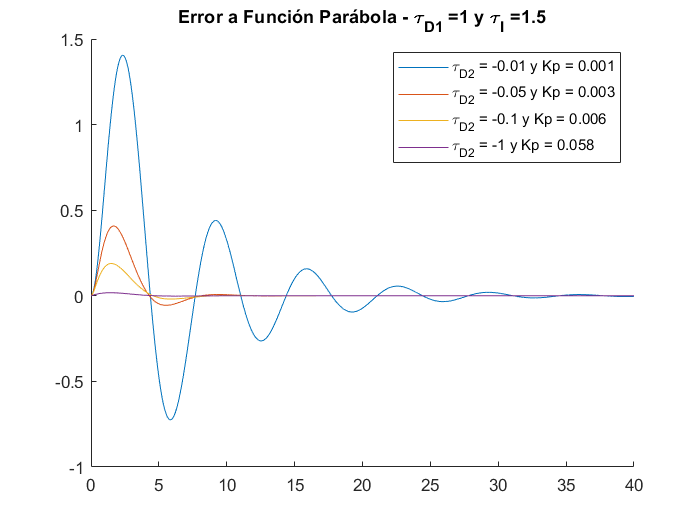 Error a Función Parábola - τD1 =1 y τI =1.5
τD2 = -0.01 y Kp = 0.001
τD2 = -0.05 y Kp = 0.003
τD2 = -0.1 y Kp = 0.006
τD2 = -1 y Kp = 0.058
1.5
1
0.5
0
-0.5
-1
0 5 10 15 20 25 30 35 40